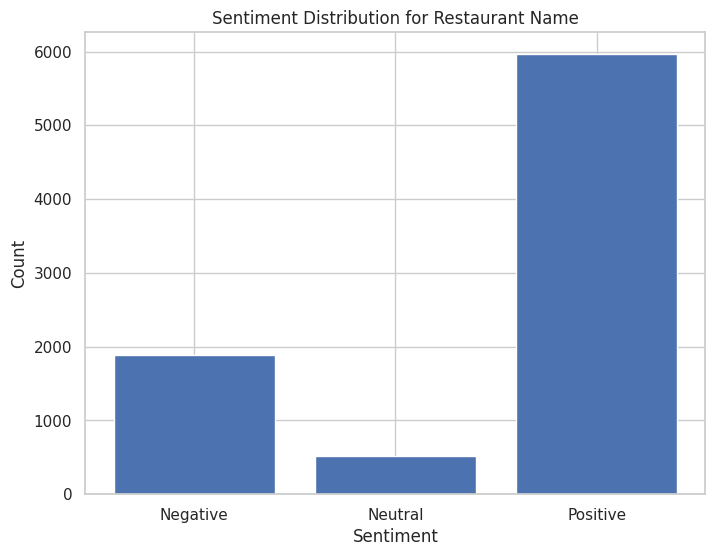 Sentiment Distribution for Restaurant Name
6000
5000
4000
3000
2000
1000
0
Count
Negative Neutral Positive
Sentiment